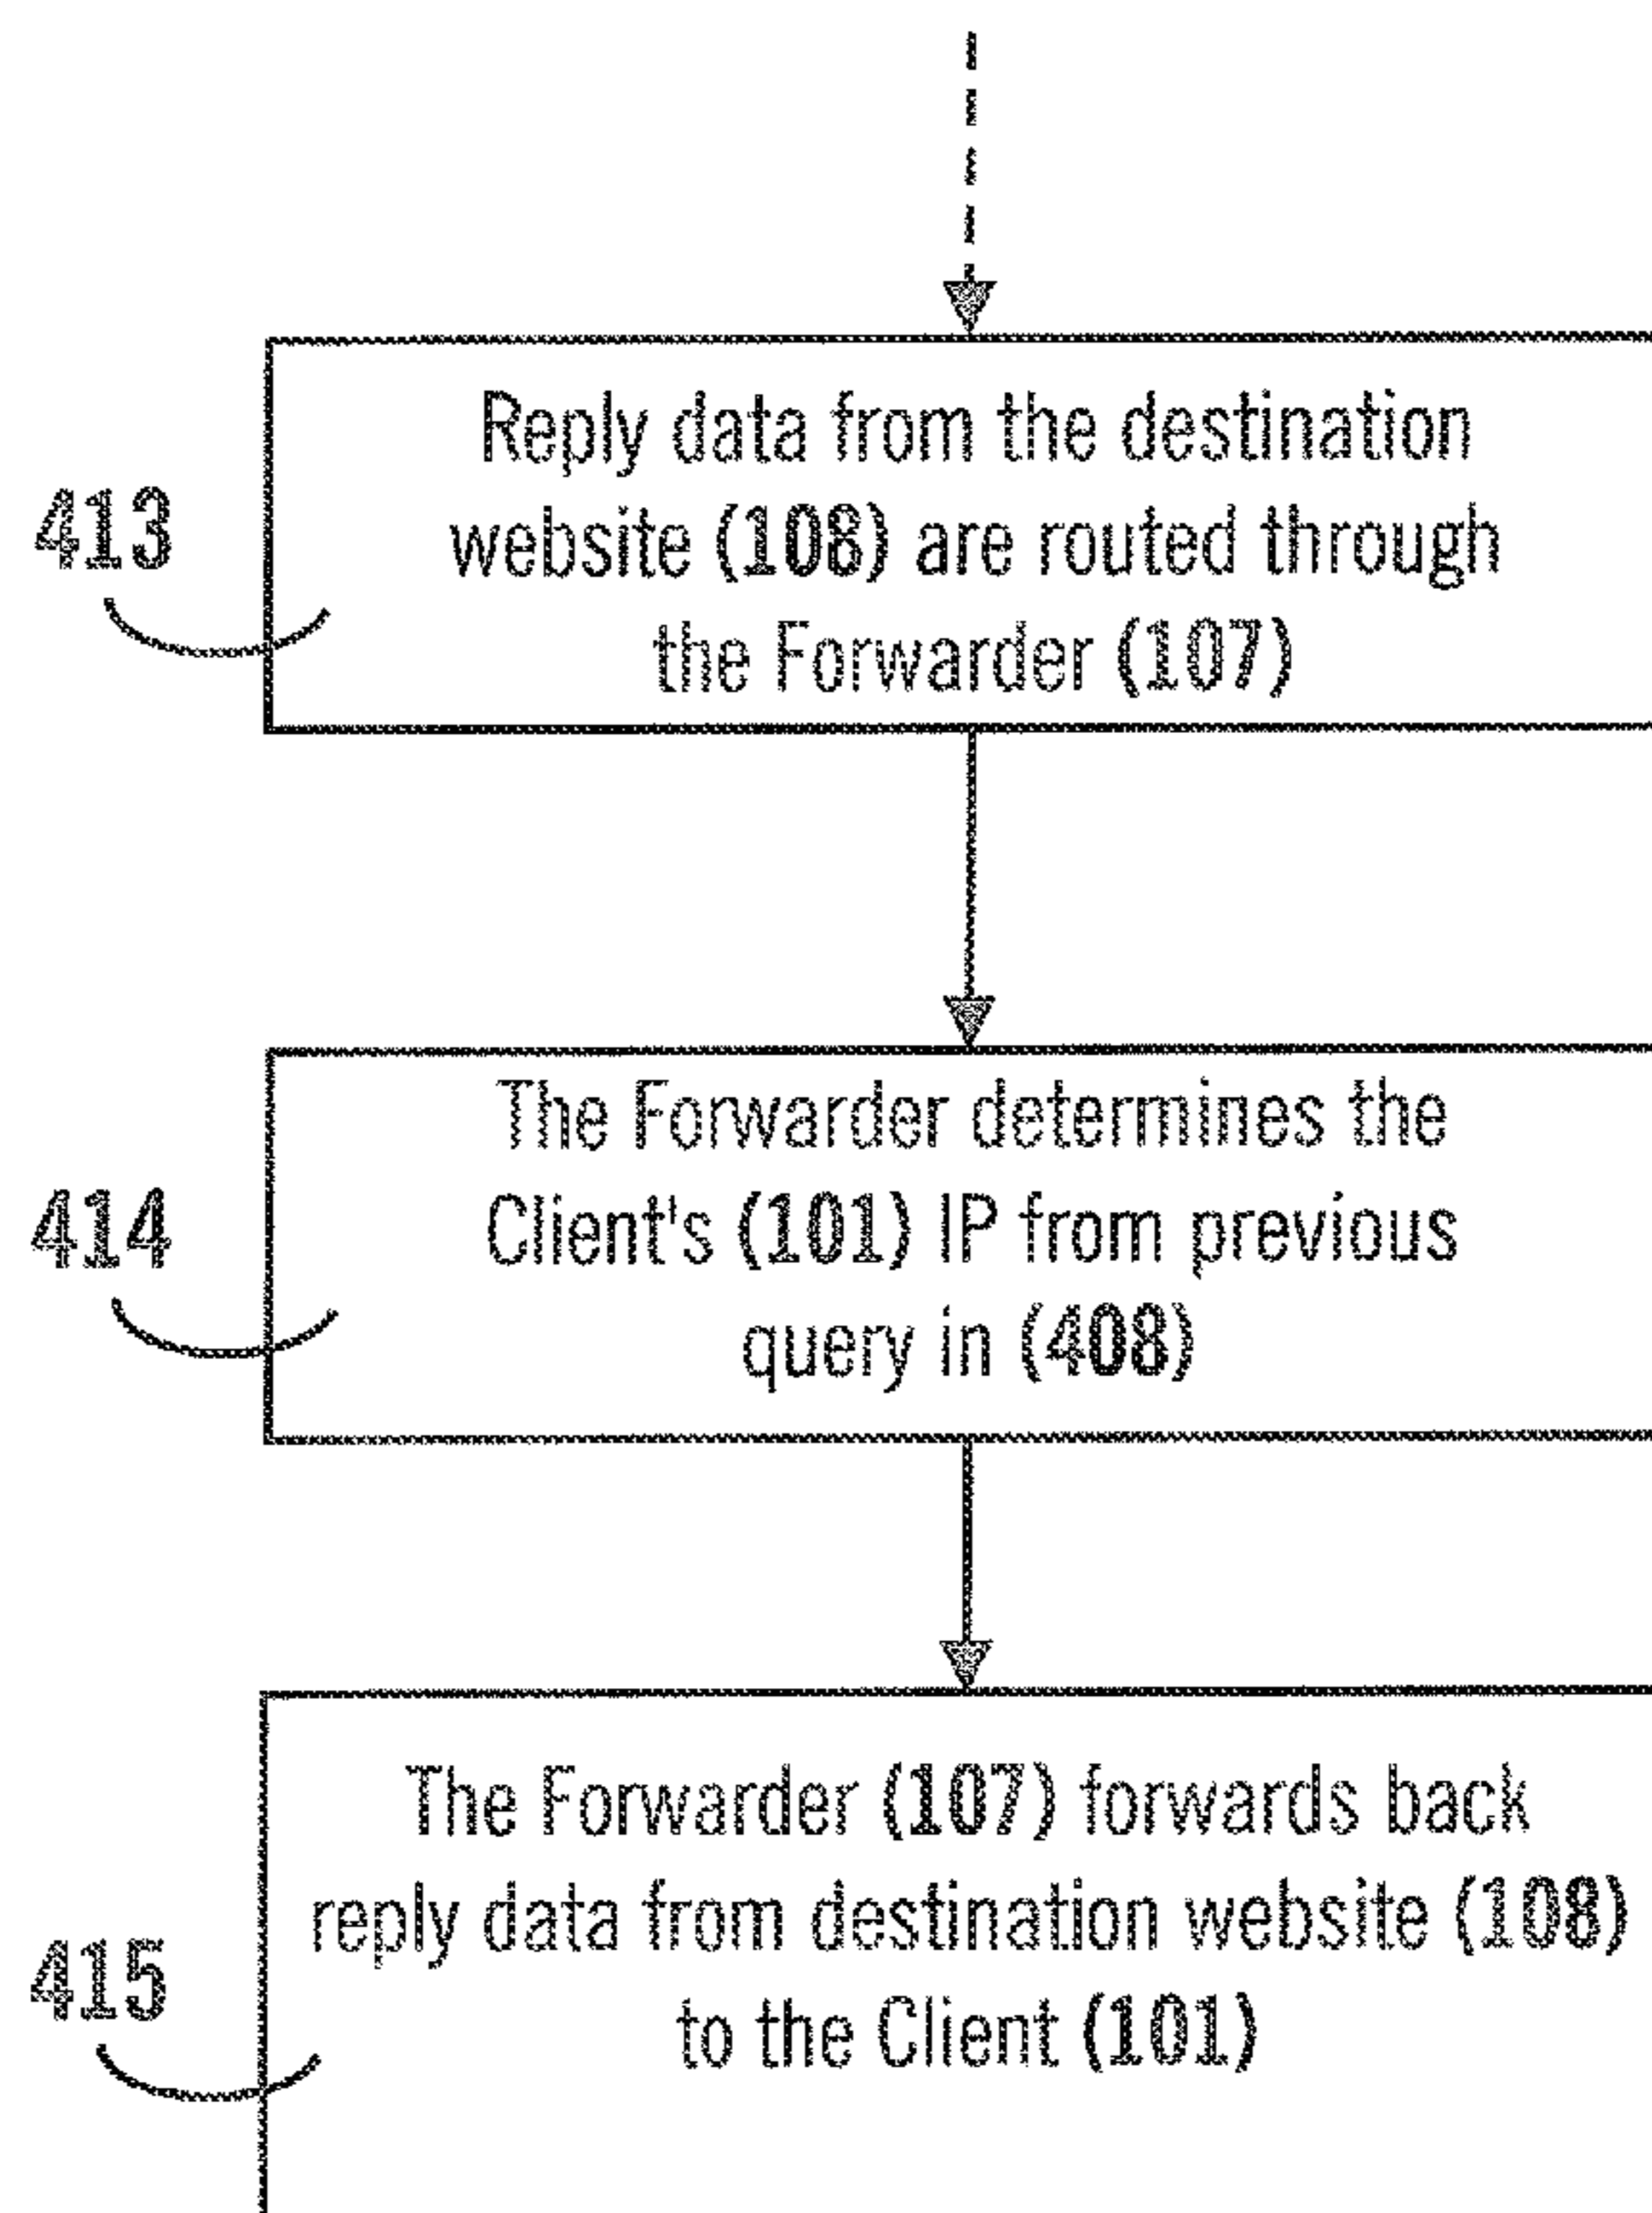 Reply data from the destination
website (108) are routed through
the Forwarder (107)
413
The Forwarder determines the
Client's (101) IP from previous
query in (408)
414
The Forwarder (107) forwards back
reply data from destination website (108)
to the Client (101)
415